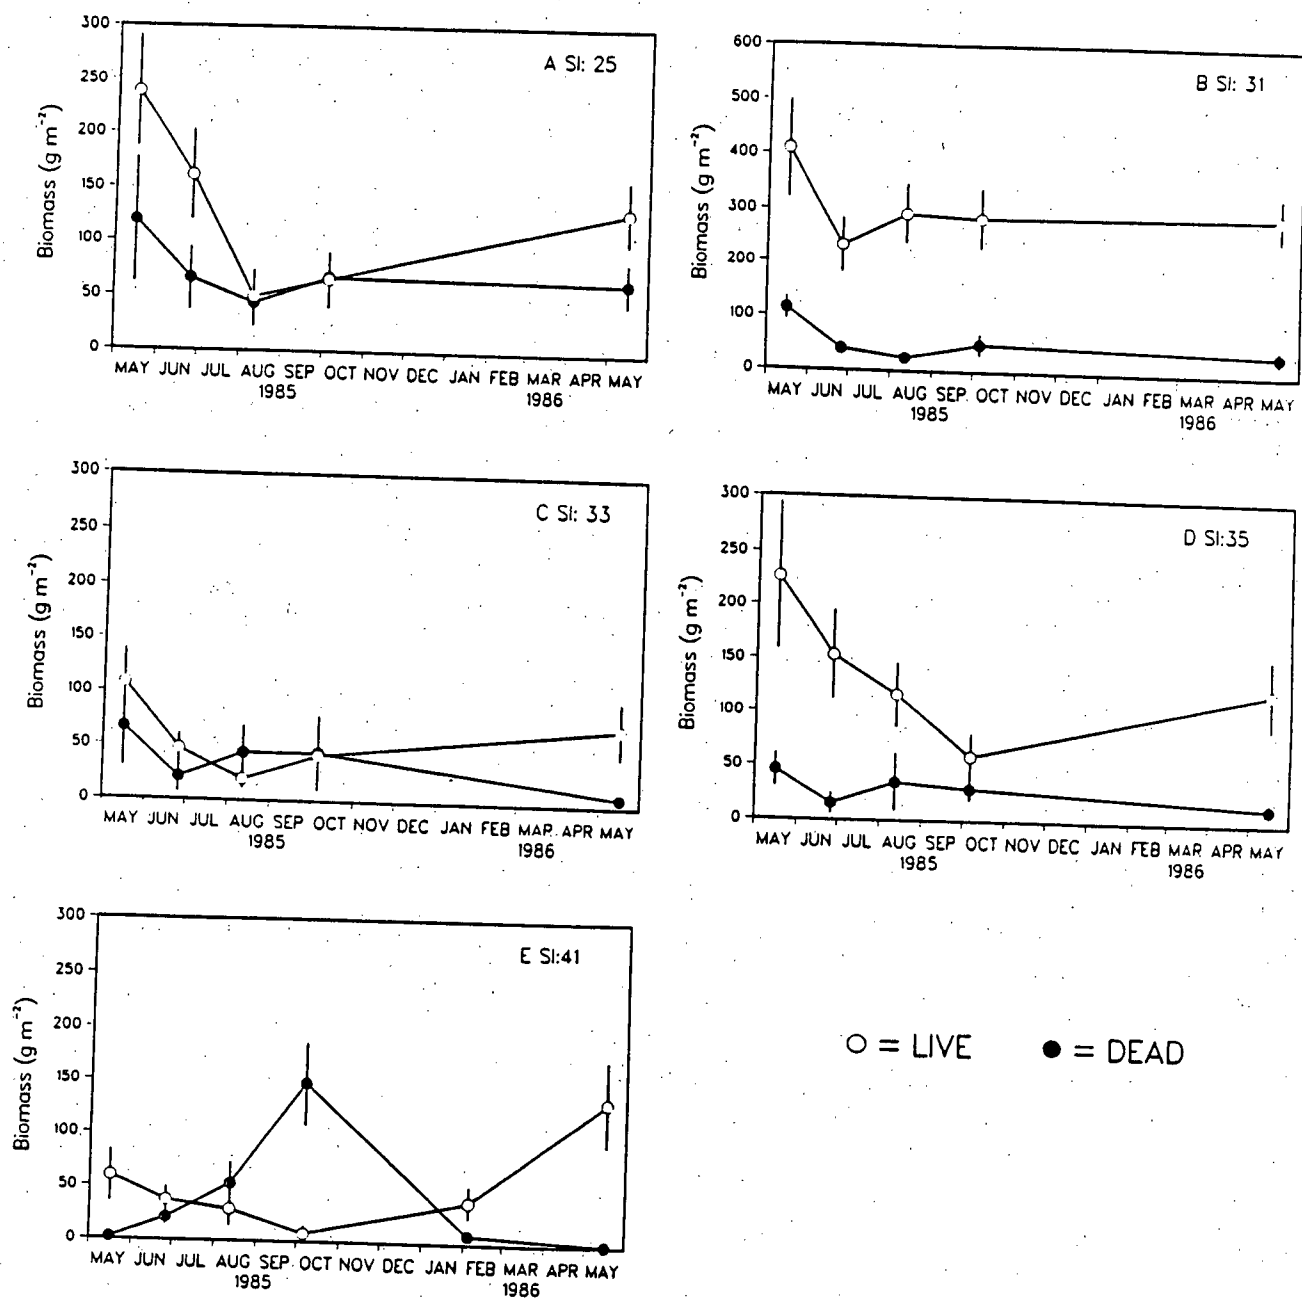 300
250
200
150
100
50
0
Biomass (g m⁻²)
A SI: 25
MAY JUN JUL AUG SEP OCT NOV DEC JAN FEB MAR APR MAY
1985 1986
600
500
400
300
200
100
0
Biomass (g m⁻²)
B SI: 31
MAY JUN JUL AUG SEP OCT NOV DEC JAN FEB MAR APR MAY
1985 1986
300
250
200
150
100
50
0
Biomass (g m⁻²)
C SI: 33
MAY JUN JUL AUG SEP OCT NOV DEC JAN FEB MAR APR MAY
1985 1986
300
250
200
150
100
50
0
Biomass (g m⁻²)
D SI:35
MAY JUN JUL AUG SEP OCT NOV DEC JAN FEB MAR APR MAY
1985 1986
300
250
200
150
100
50
0
Biomass (g m⁻²)
E SI:41
MAY JUN JUL AUG SEP OCT NOV DEC JAN FEB MAR APR MAY
1985 1986
○ = LIVE ● = DEAD